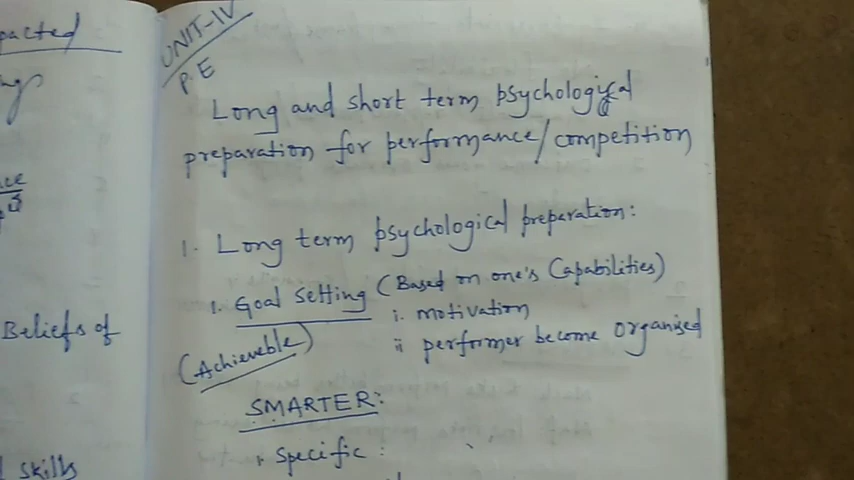 pacted
UNIT-IV
P.E
Long and short term psychological
preparation for performance/competition
1. Long term psychological preparation:
1. Goal Setting (Based on one's Capabilities)
i. motivation
(Achieveble)
ii performer become organised
SMARTER:
1. Specific:
Beliefs of
skills